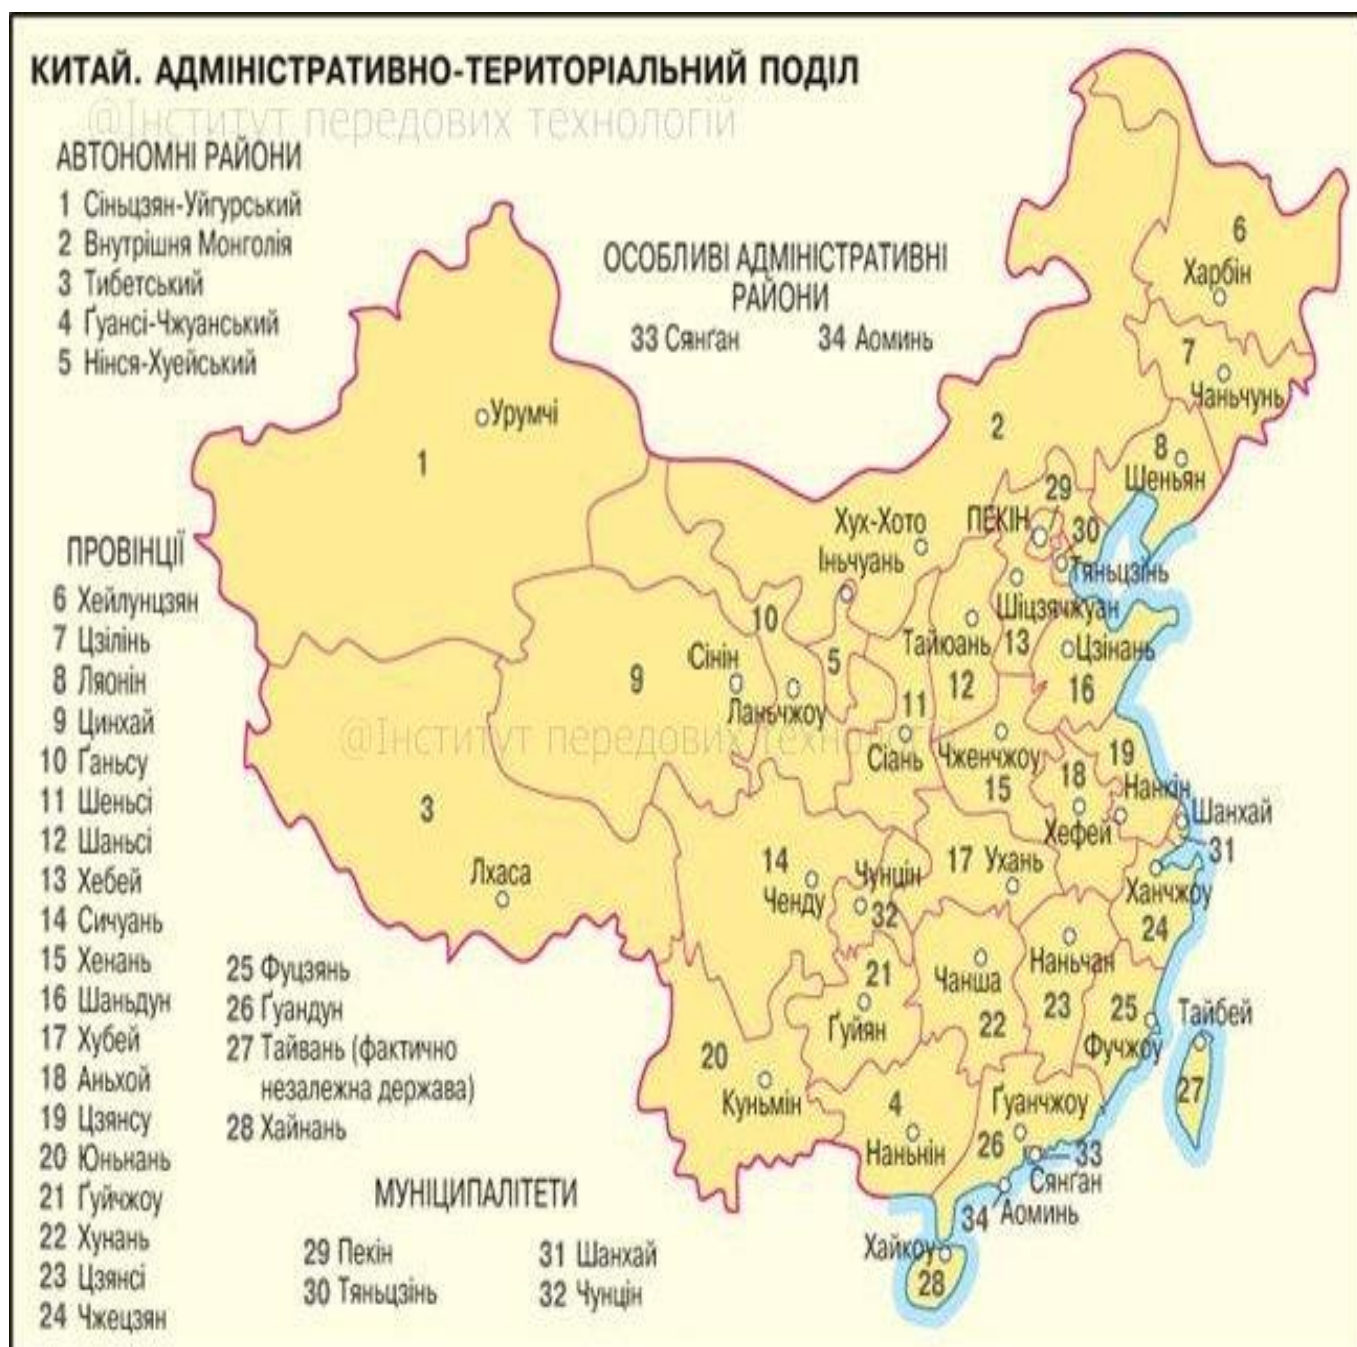 КИТАЙ. АДМІНІСТРАТИВНО-ТЕРИТОРІАЛЬНИЙ ПОДІЛ
@Інститут передових технологій
АВТОНОМНІ РАЙОНИ
1 Сіньцзян-Уйгурський
2 Внутрішня Монголія
3 Тибетський
4 Ґуансі-Чжуанський
5 Нінся-Хуейський
ОСОБЛИВІ АДМІНІСТРАТИВНІ
РАЙОНИ
33 Сянґан
34 Аоминь
ПРОВІНЦІЇ
6 Хейлунцзян
7 Цзілінь
8 Ляонін
9 Цинхай
10 Ґаньсу
11 Шеньсі
12 Шаньсі
13 Хебей
14 Сичуань
15 Хенань
16 Шаньдун
17 Хубей
18 Аньхой
19 Цзянсу
20 Юньнань
21 Ґуйчжоу
22 Хунань
23 Цзянсі
24 Чжецзян
25 Фуцзянь
26 Ґуандун
27 Тайвань (фактично
незалежна держава)
28 Хайнань
МУНІЦИПАЛІТЕТИ
29 Пекін
30 Тяньцзінь
31 Шанхай
32 Чунцін
6
Харбін
7
Чаньчунь
8
Шеньян
2
Урумчі
1
29
ПЕКІН
30
Тяньцзінь
Хух-Хото
Іньчуань
Шіцзячжуан
10
Тайюань
13
Цзінань
Сінін
9
5
12
16
Ланьчжоу
11
@Інститут передових техноло
Сіань
Чженчжоу
19
15
18
Нанкін
Шанхай
Хефей
31
3
Лхаса
14
Ченду
Чунцін
32
17
Ухань
Ханчжоу
24
21
Ґуйян
Чанша
22
Наньчан
23
25
Фучжоу
Тайбей
27
20
Куньмін
4
Наньнін
Ґуанчжоу
26
33
Сянґан
34
Аоминь
Хайкоу
28